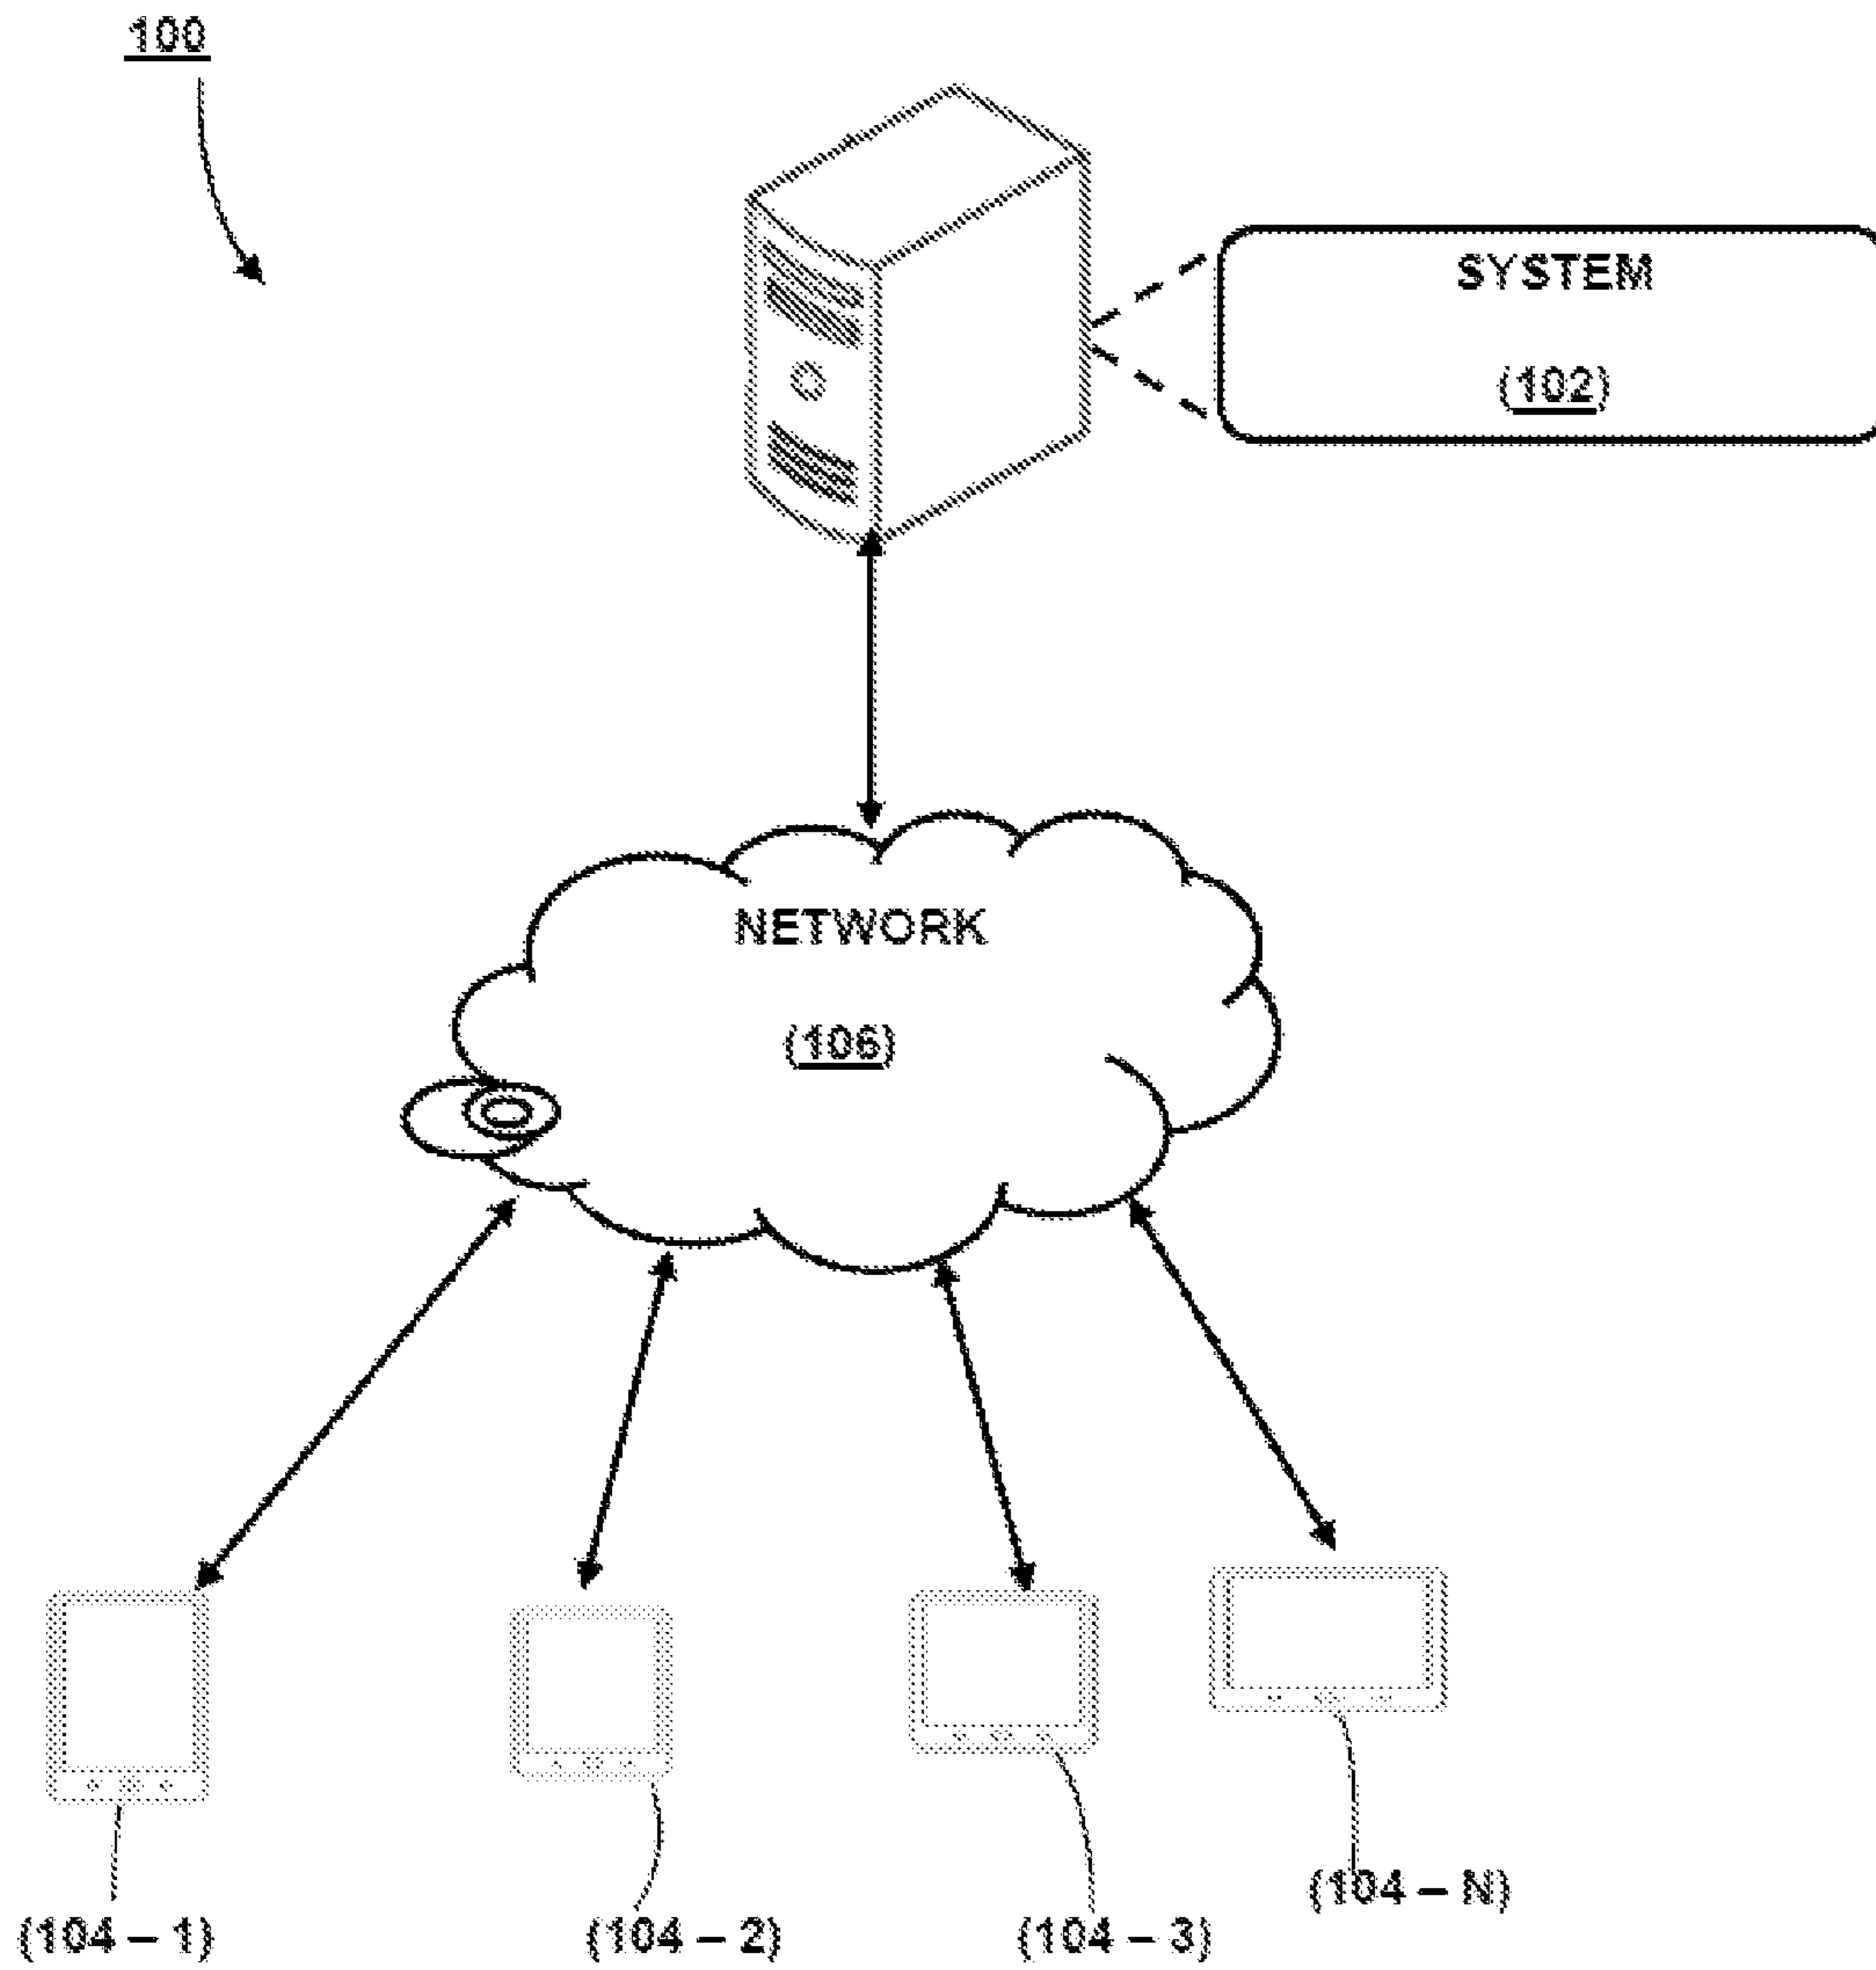 100
SYSTEM
(102)
NETWORK
(106)
(104 – N)
(104 – 1)
(104 – 2)
(104 – 3)